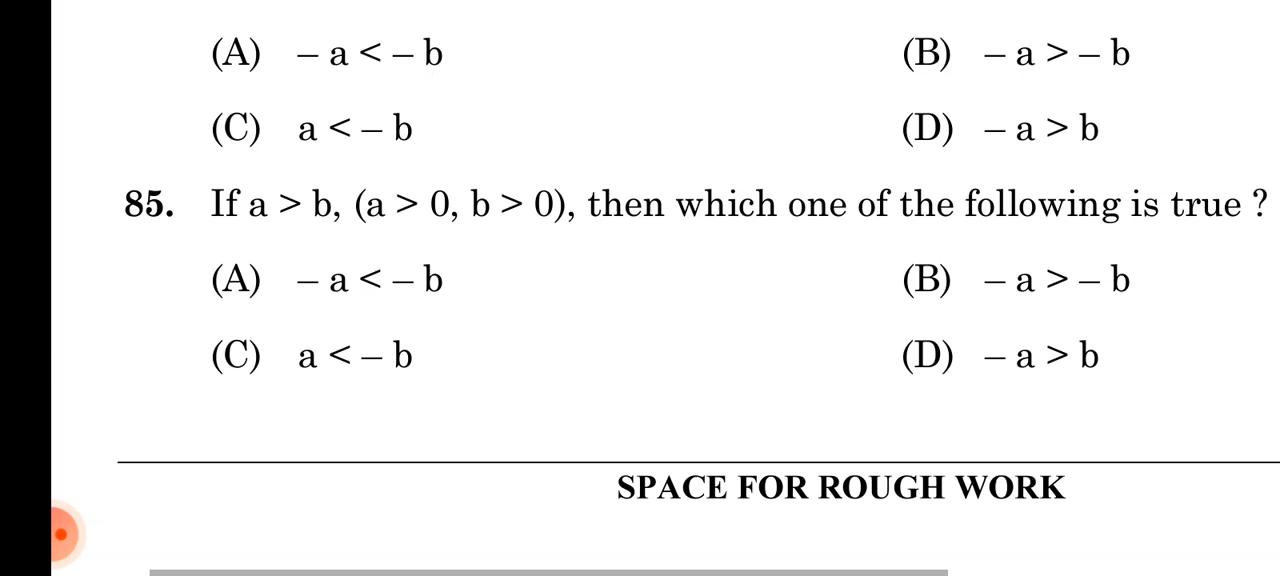 (A) – a < – b (B) – a > – b
(C) a < – b (D) – a > b
85. If a > b, (a > 0, b > 0), then which one of the following is true ?
(A) – a < – b (B) – a > – b
(C) a < – b (D) – a > b
SPACE FOR ROUGH WORK